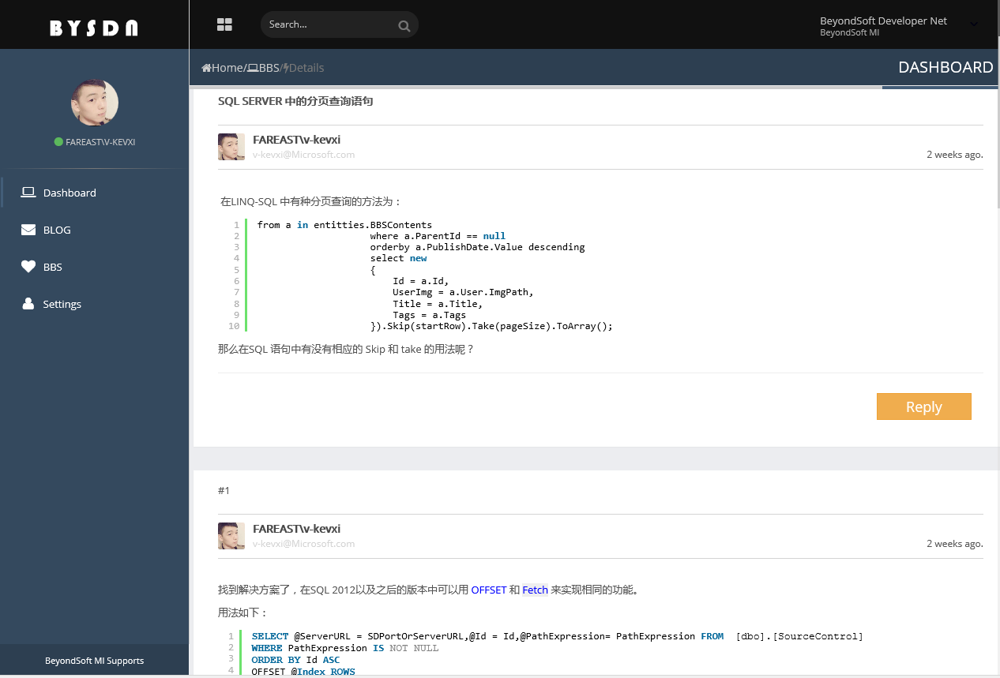 BYSDN
Search...
BeyondSoft Developer Net
BeyondSoft MI
Home/BBS/Details
DASHBOARD
FAREAST\V-KEVXI
Dashboard
BLOG
BBS
Settings
BeyondSoft MI Supports
SQL SERVER 中的分页查询语句
FAREAST\v-kevxi
v-kevxi@Microsoft.com
2 weeks ago.
在LINQ-SQL 中有种分页查询的方法为：
1 from a in entitties.BBSContents
2 where a.ParentId == null
3 orderby a.PublishDate.Value descending
4 select new
5 {
6 Id = a.Id,
7 UserImg = a.User.ImgPath,
8 Title = a.Title,
9 Tags = a.Tags
10 }).Skip(startRow).Take(pageSize).ToArray();
那么在SQL 语句中有没有相应的 Skip 和 take 的用法呢？
Reply
#1
FAREAST\v-kevxi
v-kevxi@Microsoft.com
2 weeks ago.
找到解决方案了，在SQL 2012以及之后的版本中可以用 OFFSET 和 Fetch 来实现相同的功能。
用法如下：
1 SELECT @ServerURL = SDPortOrServerURL,@Id = Id,@PathExpression= PathExpression FROM [dbo].[SourceControl]
2 WHERE PathExpression IS NOT NULL
3 ORDER BY Id ASC
4 OFFSET @Index ROWS